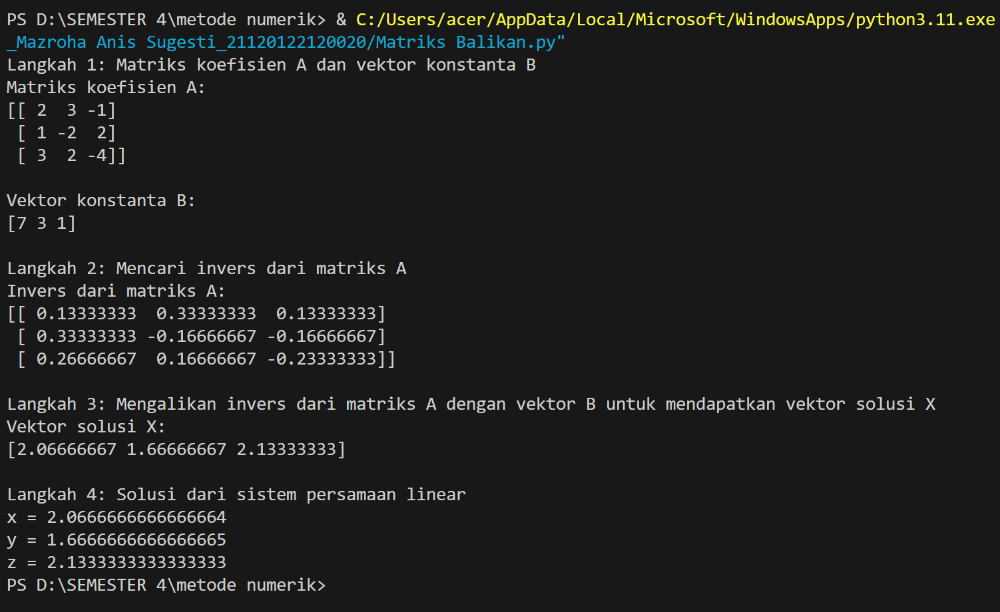 PS D:\SEMESTER 4\metode numerik> & C:/Users/acer/AppData/Local/Microsoft/WindowsApps/python3.11.exe
_Mazroha Anis Sugesti_21120122120020/Matriks Balikan.py"
Langkah 1: Matriks koefisien A dan vektor konstanta B
Matriks koefisien A:
[[ 2  3 -1]
 [ 1 -2  2]
 [ 3  2 -4]]

Vektor konstanta B:
[7 3 1]

Langkah 2: Mencari invers dari matriks A
Invers dari matriks A:
[[ 0.13333333  0.33333333  0.13333333]
 [ 0.33333333 -0.16666667 -0.16666667]
 [ 0.26666667  0.16666667 -0.23333333]]

Langkah 3: Mengalikan invers dari matriks A dengan vektor B untuk mendapatkan vektor solusi X
Vektor solusi X:
[2.06666667 1.66666667 2.13333333]

Langkah 4: Solusi dari sistem persamaan linear
x = 2.0666666666666664
y = 1.6666666666666665
z = 2.1333333333333333
PS D:\SEMESTER 4\metode numerik>